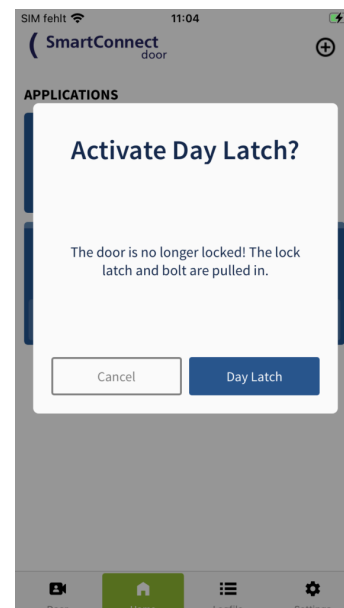 SIM fehlt 11:04
SmartConnect
door
APPLICATIONS
Activate Day Latch?
The door is no longer locked! The lock
latch and bolt are pulled in.
Cancel Day Latch